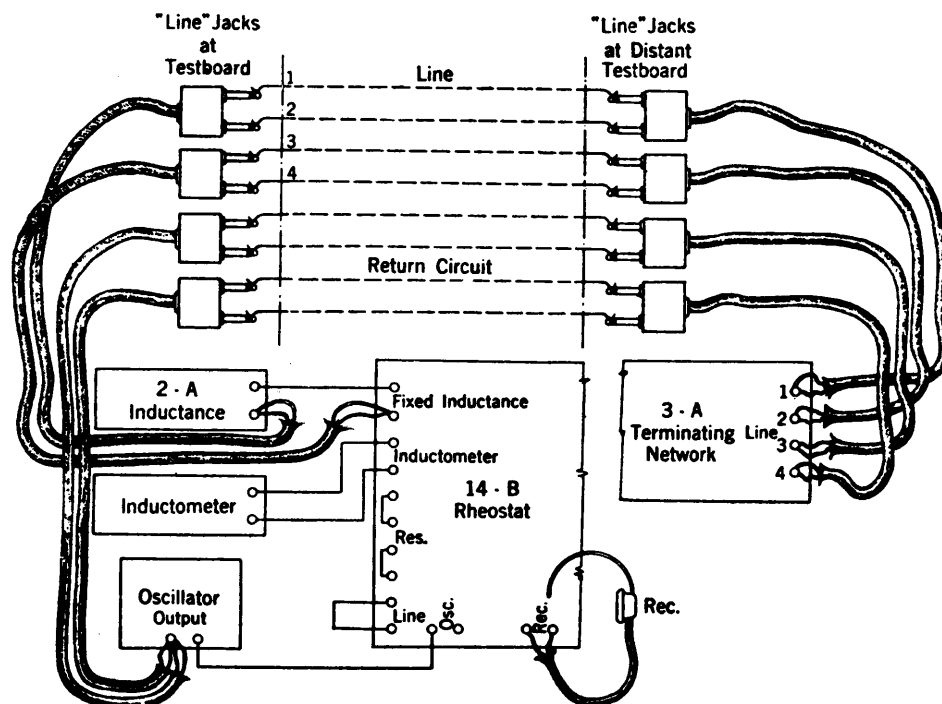 "Line" Jacks
at
Testboard
"Line" Jacks
at Distant
Testboard
Line
1
2
3
4
Return Circuit
2 - A
Inductance
Fixed Inductance
Inductometer
Inductometer
14 - B
Rheostat
Res.
Line
Osc.
Rec.
Oscillator
Output
Rec.
3 - A
Terminating Line
Network
1
2
3
4